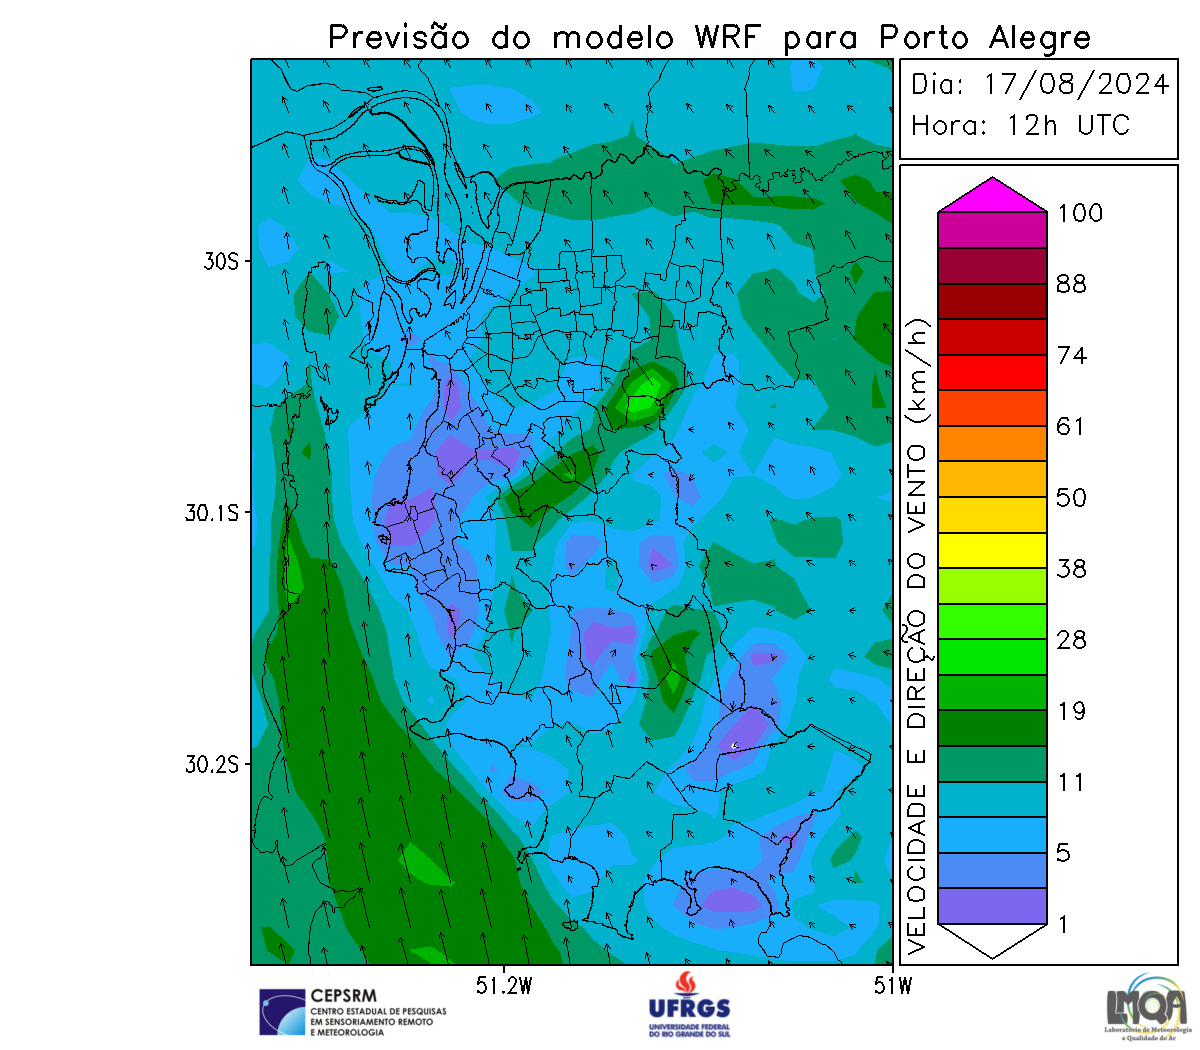 Previsão do modelo WRF para Porto Alegre
Dia: 17/08/2024
Hora: 12h UTC
30S
30.1S
30.2S
51.2W
51W
VELOCIDADE E DIREÇÃO DO VENTO (km/h)
100
88
74
61
50
38
28
19
11
5
1
CEPSRM
CENTRO ESTADUAL DE PESQUISAS
EM SENSORIAMENTO REMOTO
E METEOROLOGIA
UFRGS
UNIVERSIDADE FEDERAL
DO RIO GRANDE DO SUL
LMQA
Laboratório de Meteorologia
e Qualidade do Ar